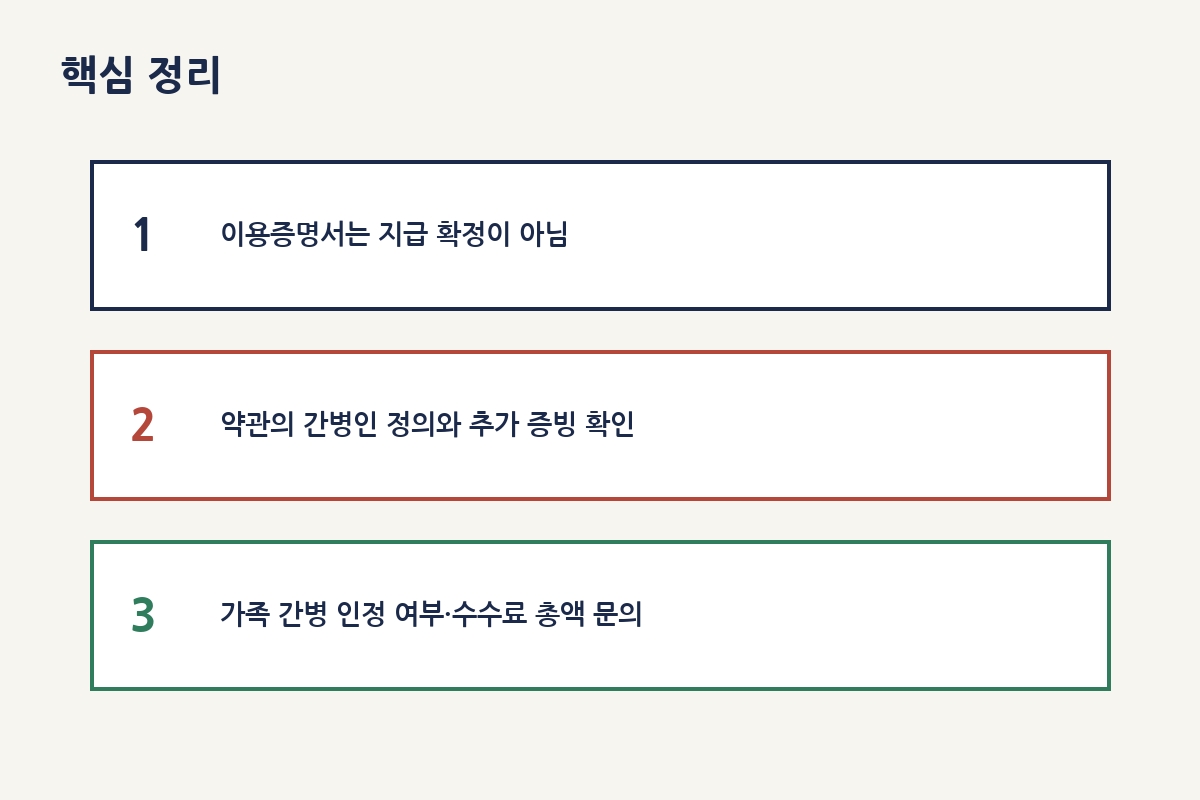 핵심 정리
1
이용증명서는 지급 확정이 아님
2
약관의 간병인 정의와 추가 증빙 확인
3
가족 간병 인정 여부·수수료 총액 문의